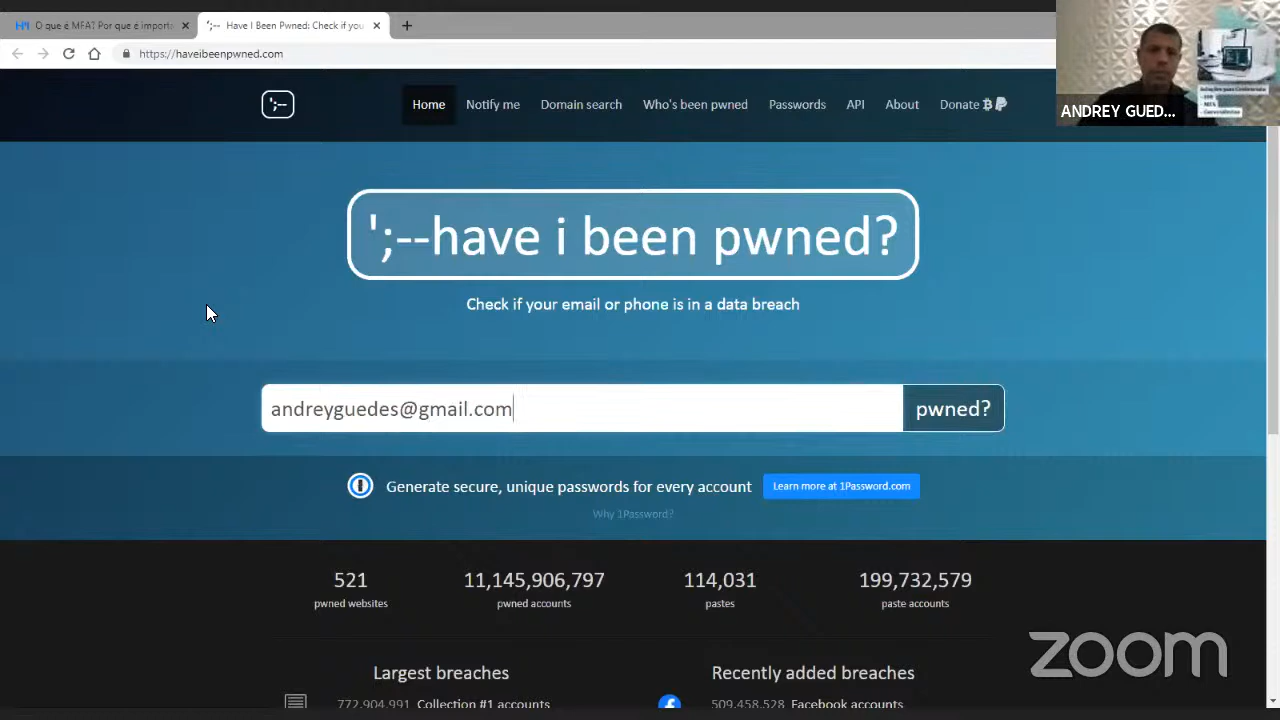 O que é MFA? Por que é importa
';-- Have I Been Pwned: Check if you
https://haveibeenpwned.com
';--
Home
Notify me
Domain search
Who's been pwned
Passwords
API
About
Donate
ANDREY GUED...
';--have i been pwned?
Check if your email or phone is in a data breach
andreyguedes@gmail.com
pwned?
Generate secure, unique passwords for every account
Learn more at 1Password.com
Why 1Password?
521
pwned websites
11,145,906,797
pwned accounts
114,031
pastes
199,732,579
paste accounts
zoom
Largest breaches
772,904,991 Collection #1 accounts
Recently added breaches
509,458,528 Facebook accounts